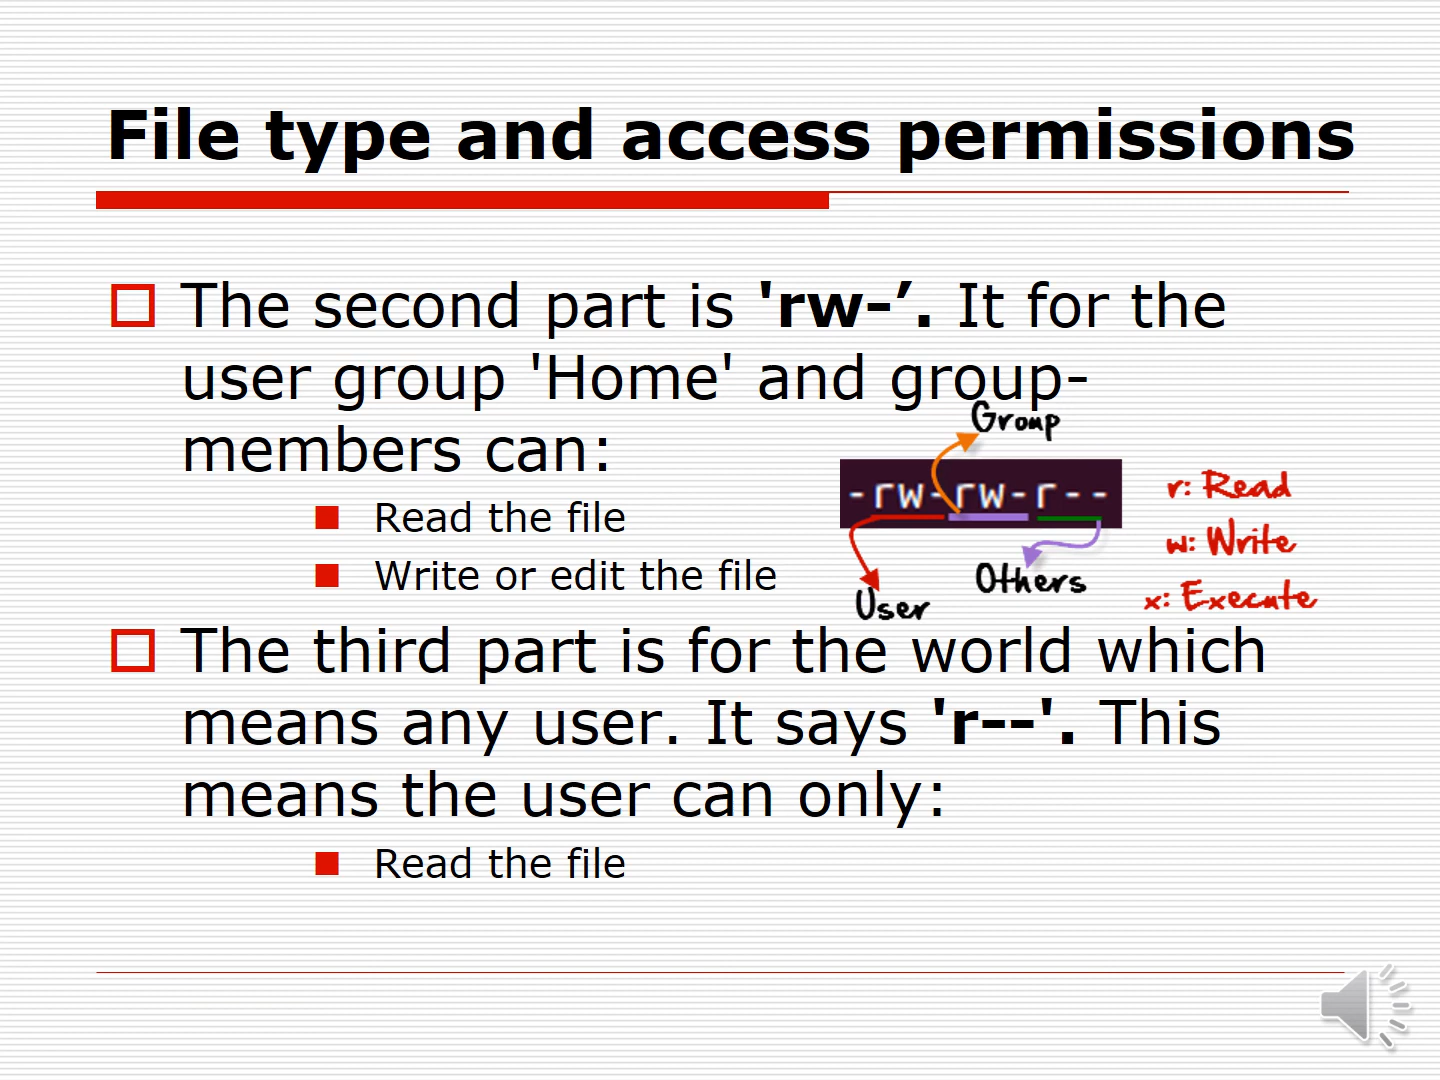 File type and access permissions
The second part is 'rw-’. It for the
user group 'Home' and group-
members can:
Read the file
Write or edit the file
Group
-rw-rw-r--
User
Others
r: Read
w: Write
x: Execute
The third part is for the world which
means any user. It says 'r--'. This
means the user can only:
Read the file